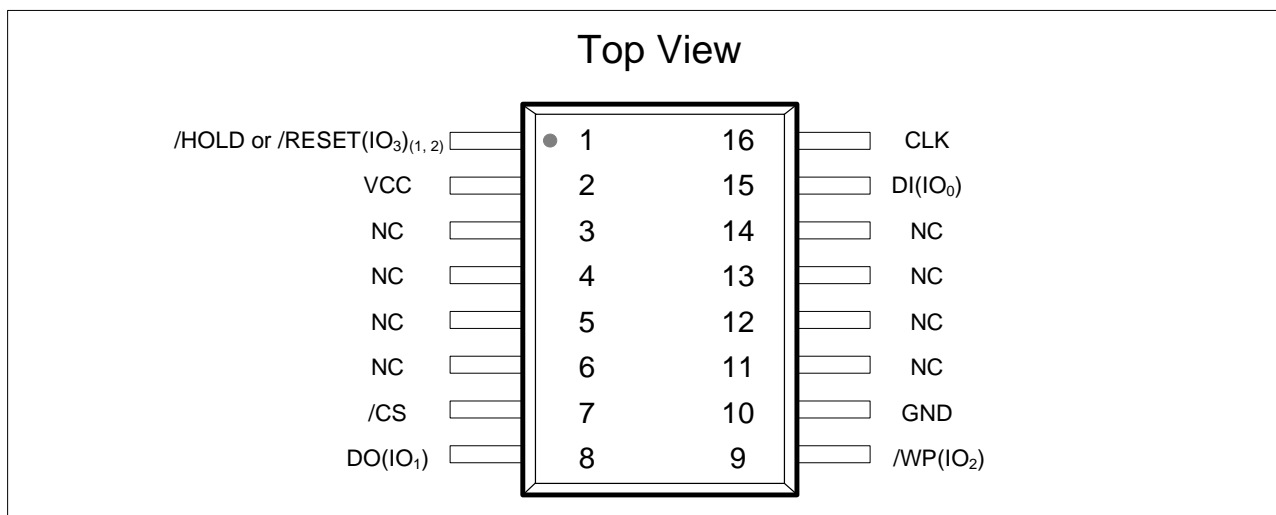 Top View
/HOLD or /RESET(IO₃)₍₁, ₂₎ 1 16 CLK
VCC 2 15 DI(IO₀)
NC 3 14 NC
NC 4 13 NC
NC 5 12 NC
NC 6 11 NC
/CS 7 10 GND
DO(IO₁) 8 9 /WP(IO₂)